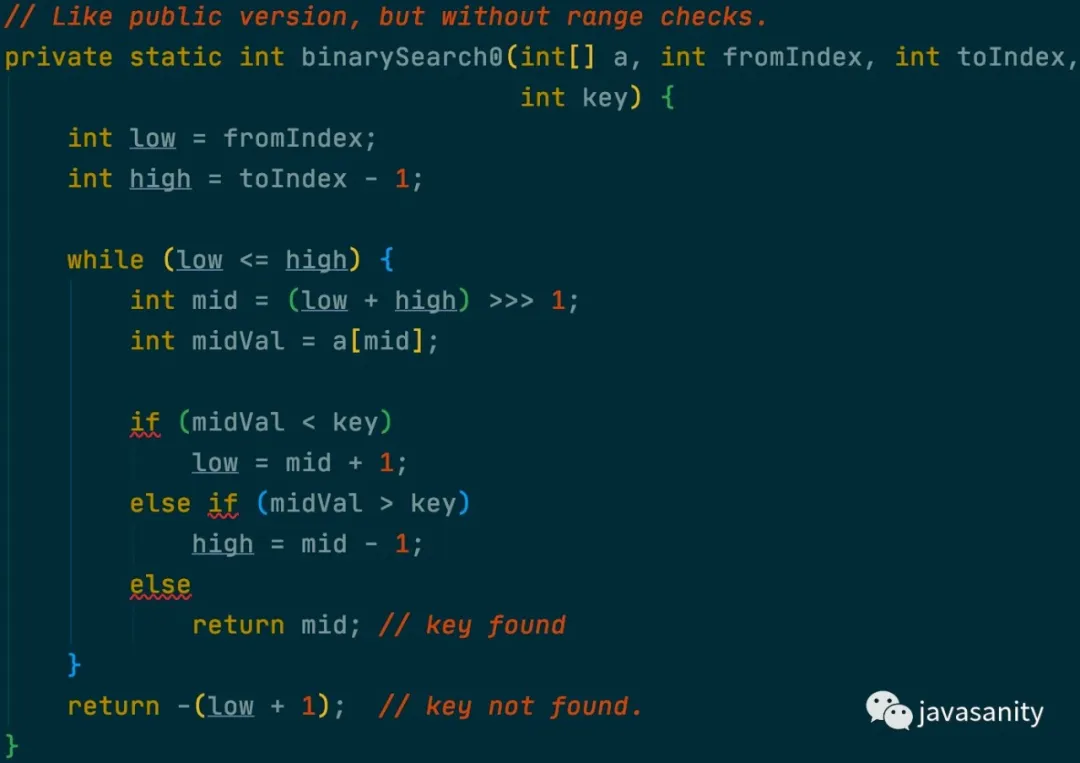 // Like public version, but without range checks.
private static int binarySearch0(int[] a, int fromIndex, int toIndex,
                                 int key) {
    int low = fromIndex;
    int high = toIndex - 1;

    while (low <= high) {
        int mid = (low + high) >>> 1;
        int midVal = a[mid];

        if (midVal < key)
            low = mid + 1;
        else if (midVal > key)
            high = mid - 1;
        else
            return mid; // key found
    }
    return -(low + 1);  // key not found.
}
javasanity